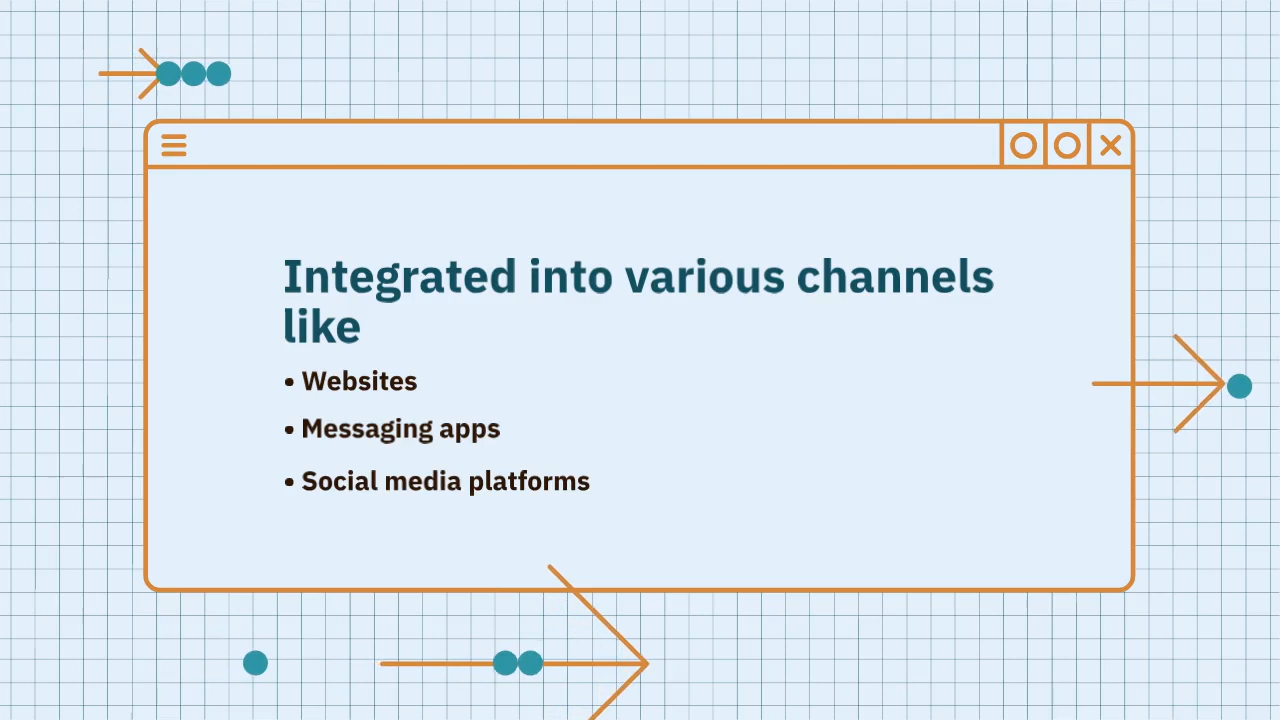 Integrated into various channels
like
• Websites
• Messaging apps
• Social media platforms